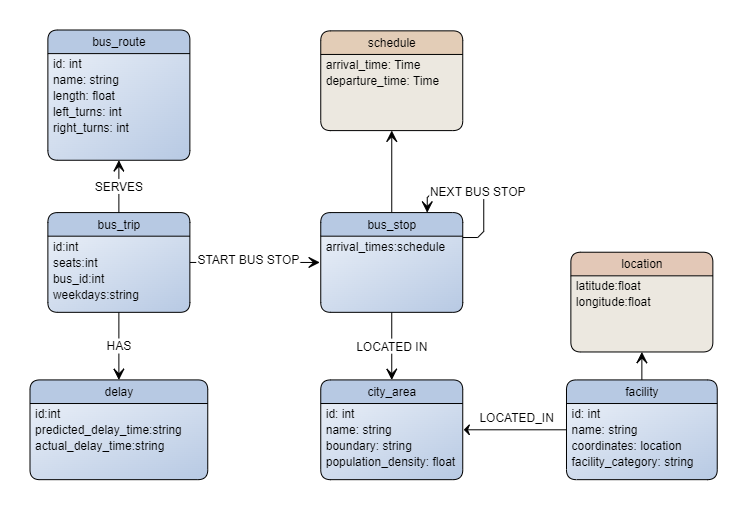 bus_route
id: int
name: string
length: float
left_turns: int
right_turns: int
schedule
arrival_time: Time
departure_time: Time
SERVES
NEXT BUS STOP
bus_trip
id:int
seats:int
bus_id:int
weekdays:string
START BUS STOP
bus_stop
arrival_times:schedule
location
latitude:float
longitude:float
HAS
LOCATED IN
delay
id:int
predicted_delay_time:string
actual_delay_time:string
city_area
id: int
name: string
boundary: string
population_density: float
LOCATED_IN
facility
id: int
name: string
coordinates: location
facility_category: string